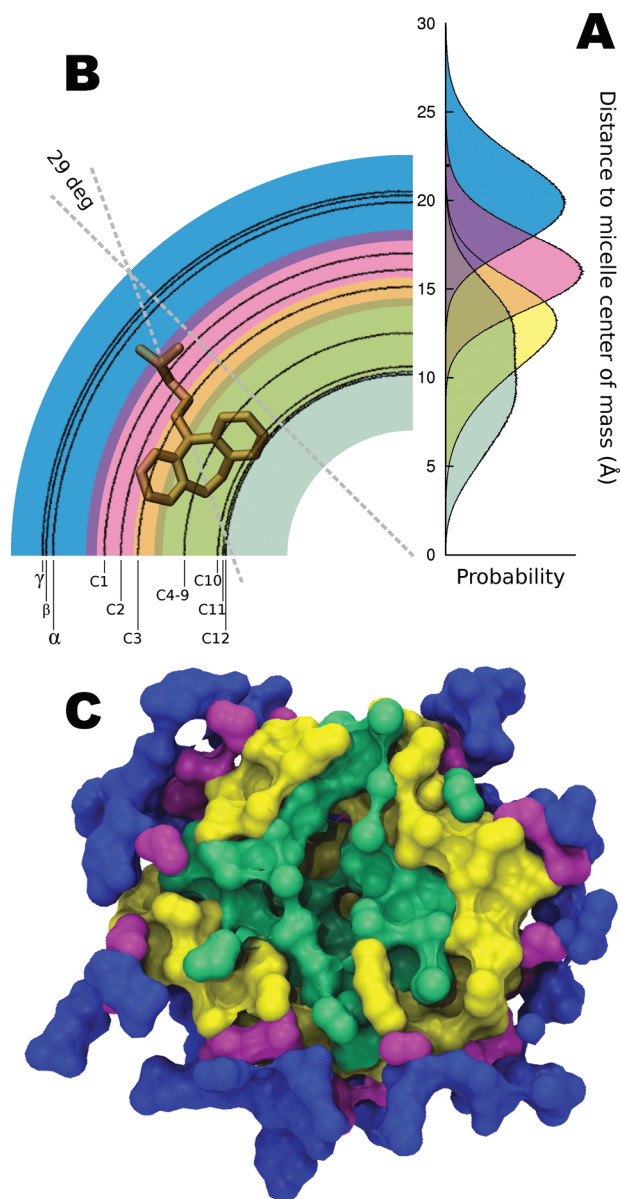 A
B
29 deg
30
25
20
15
10
5
0
Distance to micelle center of mass (Å)
Probability
γ
β
α
C1
C2
C3
C4-9
C10
C11
C12
C